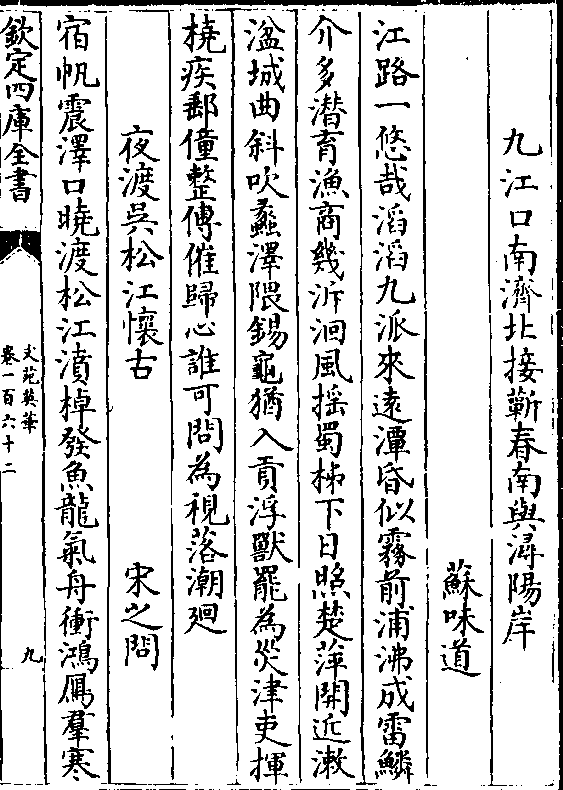 九江口南濟北接蘄春南與潯陽岸
蘇味道
江路一悠哉滔滔九派來遠潭昏似霧前浦沸成雷鱗
介多潜育漁商幾泝洄風揺蜀柹下日照楚萍開近漱
湓城曲斜吹蠡澤隈錫龜猶入貢浮獸罷為災津吏揮
橈疾郵僮整傳催歸心誰可問為視落潮廻
夜渡吳松江懷古 宋之問
宿帆震澤口曉渡松江濆棹發魚龍氣舟衝鴻鴈羣寒
欽定四庫全書
文苑英華
卷一百六十二
九